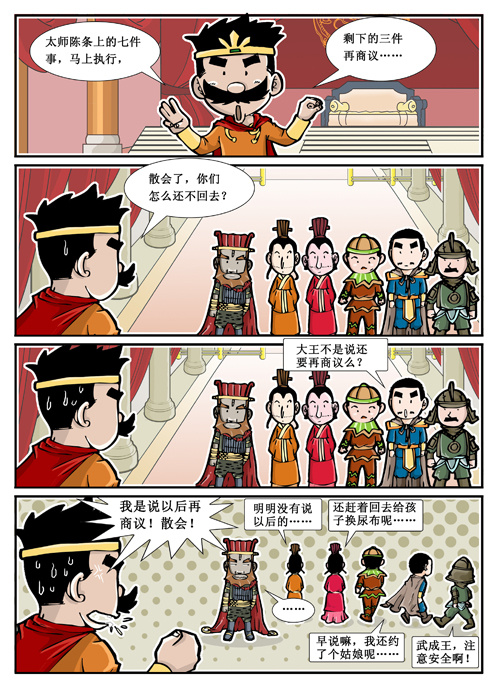 太师陈条上的七件
事，马上执行，
剩下的三件
再商议……
散会了，你们
怎么还不回去？
大王不是说还
要再商议么？
我是说以后再
商议！散会！
明明没有说
以后的……
还赶着回去给孩
子换尿布呢……
……
早说嘛，我还约
了个姑娘呢……
武成王，注
意安全啊！